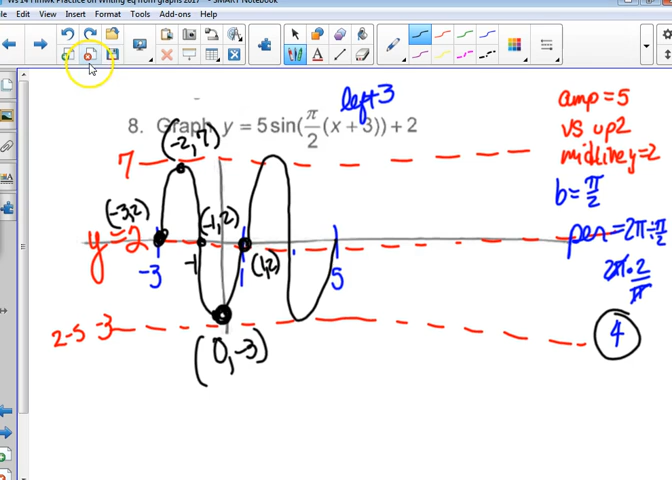 Ws 14 Hmwk Practice on Writing eq from graphs 2017 - SMART Notebook
Edit View Insert Format Tools Add-ons Help
left 3
8. Graph y = 5 sin(π/2 (x + 3)) + 2
amp = 5
vs up 2
midline y = 2
b = π/2
per = 2π ÷ π/2
2π · 2/π
4
(-2, 7)
7
(-3, 2)
(-1, 2)
y = 2
-3
-1
1
(1, 2)
5
2-5 -3
(0, -3)